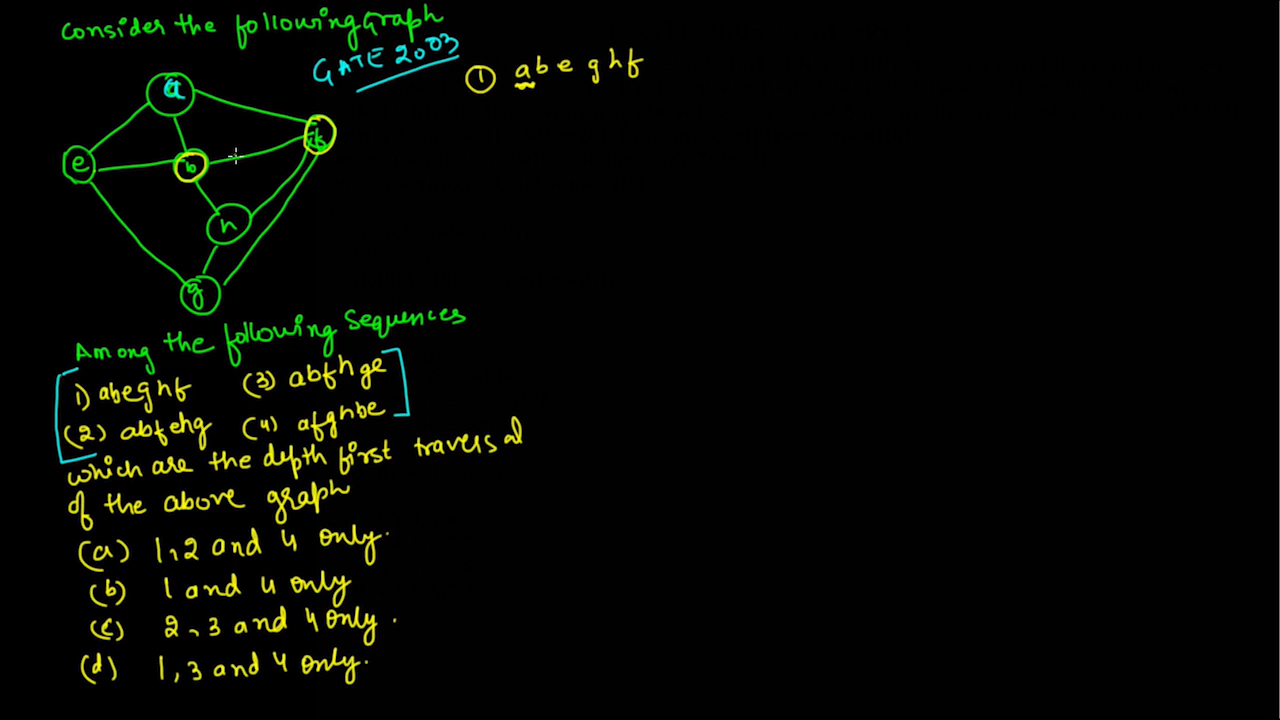 Consider the following Graph
GATE 2003
① a b e g h f
a
f
e
b
h
g
Among the following Sequences
1) abeghf (3) abfhge
(2) abfehg (4) afghbe
which are the depth first traversal
of the above graph
(a) 1,2 and 4 only.
(b) 1 and 4 only
(c) 2,3 and 4 only.
(d) 1,3 and 4 only.